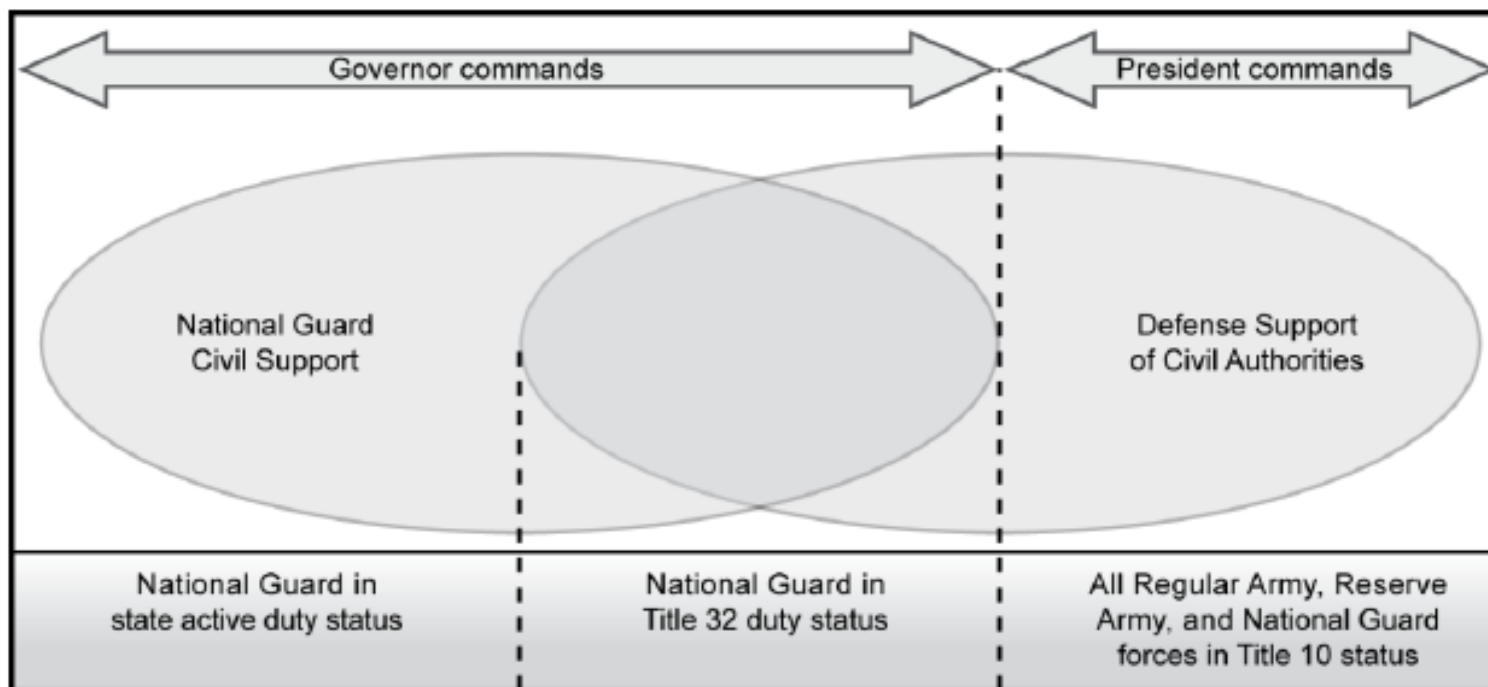 Governor commands
President commands
National Guard
Civil Support
Defense Support
of Civil Authorities
National Guard in
state active duty status
National Guard in
Title 32 duty status
All Regular Army, Reserve
Army, and National Guard
forces in Title 10 status